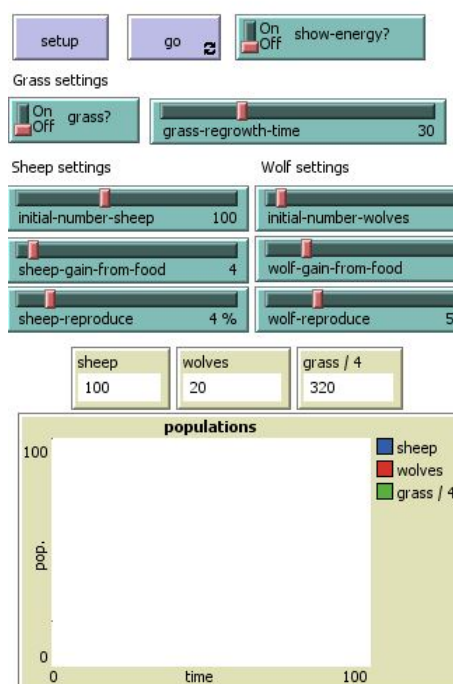 setup
go
On
Off
show-energy?
Grass settings
On
Off
grass?
grass-regrowth-time 30
Sheep settings
Wolf settings
initial-number-sheep 100
initial-number-wolves
sheep-gain-from-food 4
wolf-gain-from-food
sheep-reproduce 4 %
wolf-reproduce 5
sheep
100
wolves
20
grass / 4
320
populations
100
pop.
0
0
time
100
sheep
wolves
grass / 4